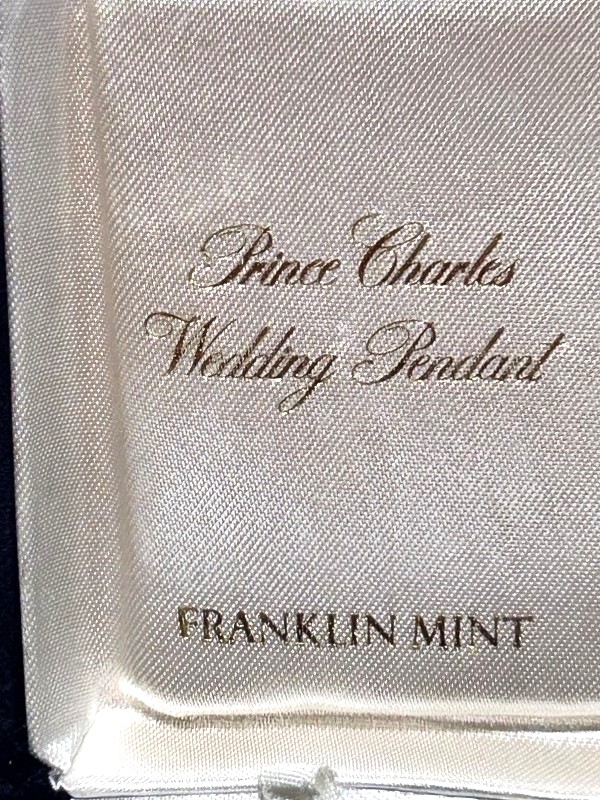 Prince Charles
Wedding Pendant
FRANKLIN MINT